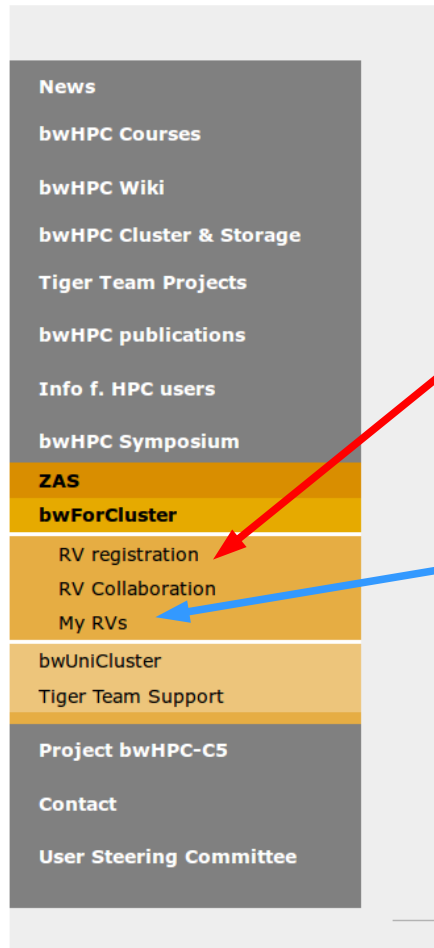 News
bwHPC Courses
bwHPC Wiki
bwHPC Cluster & Storage
Tiger Team Projects
bwHPC publications
Info f. HPC users
bwHPC Symposium
ZAS
bwForCluster
RV registration
RV Collaboration
My RVs
bwUniCluster
Tiger Team Support
Project bwHPC-C5
Contact
User Steering Committee